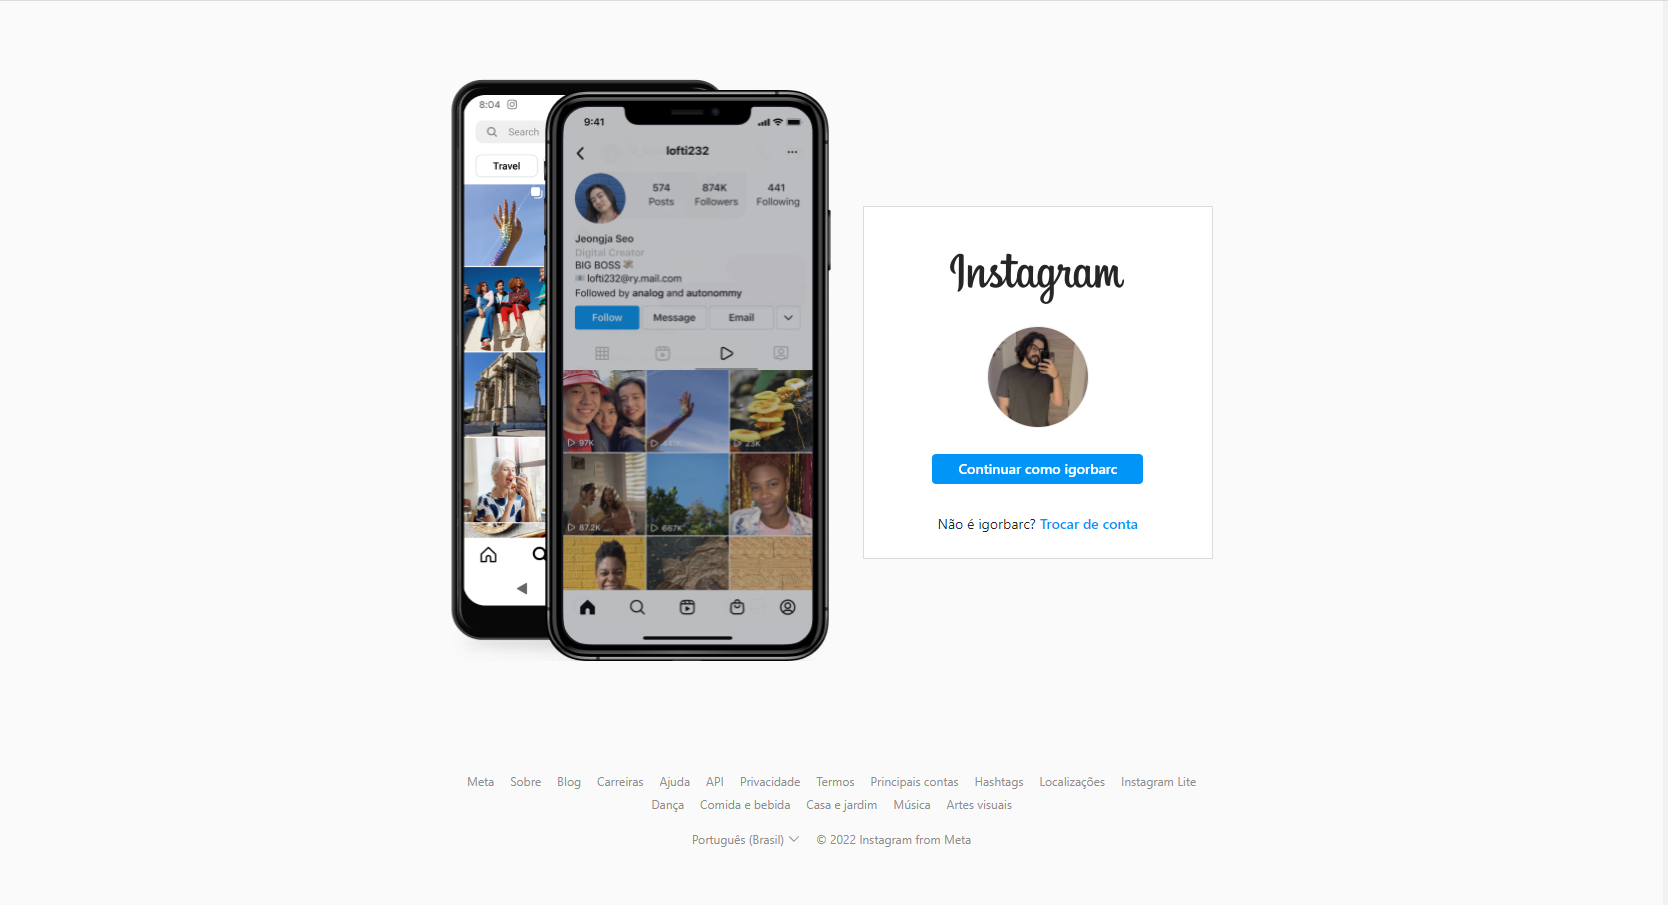 8:04
Search
Travel
9:41
lofti232
574 874K 441
Posts Followers Following
Jeongja Seo
Digital Creator
BIG BOSS
lofti232@ry.mail.com
Followed by analog and autonommy
Follow Message Email
97K 23K
87.2K 667K
Instagram
Continuar como igorbarc
Não é igorbarc? Trocar de conta
Meta Sobre Blog Carreiras Ajuda API Privacidade Termos Principais contas Hashtags Localizações Instagram Lite
Dança Comida e bebida Casa e jardim Música Artes visuais
Português (Brasil) © 2022 Instagram from Meta